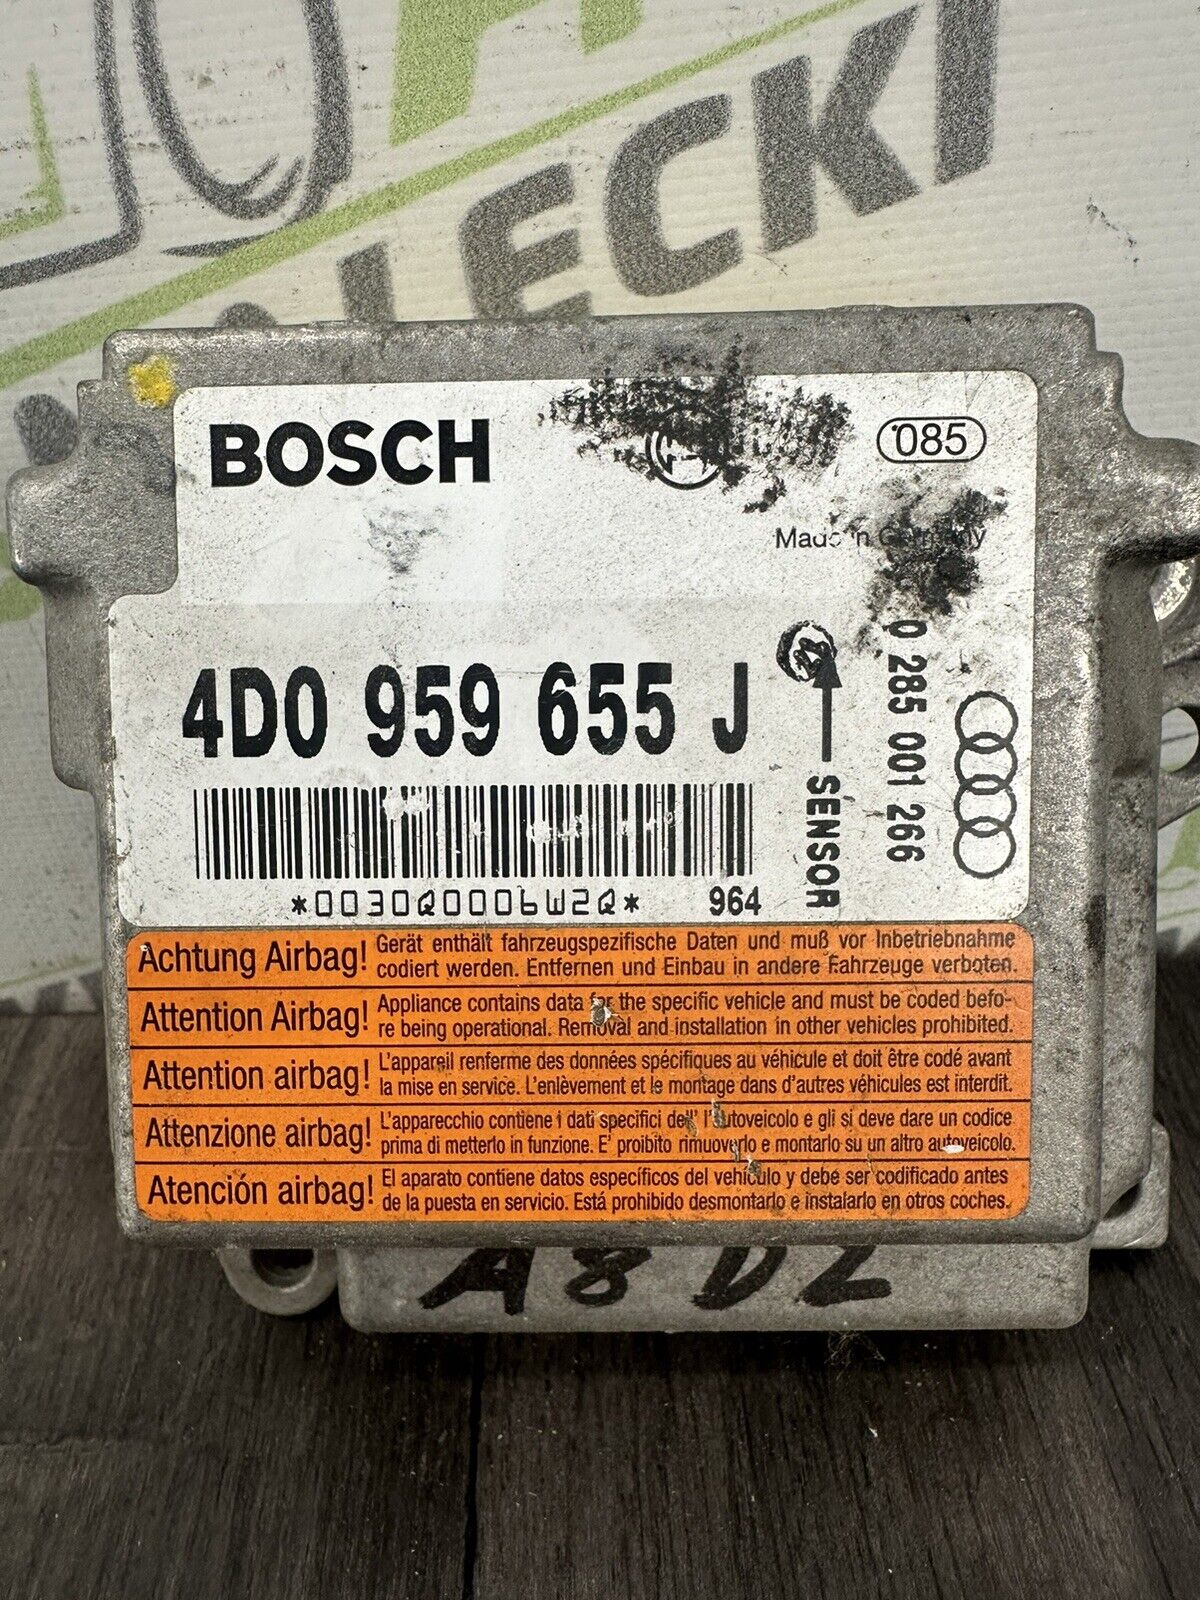 LECKI
BOSCH
085
Made in Germany
4D0 959 655 J
SENSOR
0 285 001 266
*0030Q0006W2Q*
964
Achtung Airbag! Gerät enthält fahrzeugspezifische Daten und muß vor Inbetriebnahme
codiert werden. Entfernen und Einbau in andere Fahrzeuge verboten.
Attention Airbag! Appliance contains data for the specific vehicle and must be coded befo-
re being operational. Removal and installation in other vehicles prohibited.
Attention airbag! L'appareil renferme des données spécifiques au véhicule et doit être codé avant
la mise en service. L'enlèvement et le montage dans d'autres véhicules est interdit.
Attenzione airbag! L'apparecchio contiene i dati specifici dell' l'autoveicolo e gli si deve dare un codice
prima di metterlo in funzione. E' proibito rimuoverlo e montarlo su un altro autoveicolo.
Atención airbag! El aparato contiene datos específicos del vehículo y debe ser codificado antes
de la puesta en servicio. Está prohibido desmontarlo e instalarlo en otros coches.
A8 D2